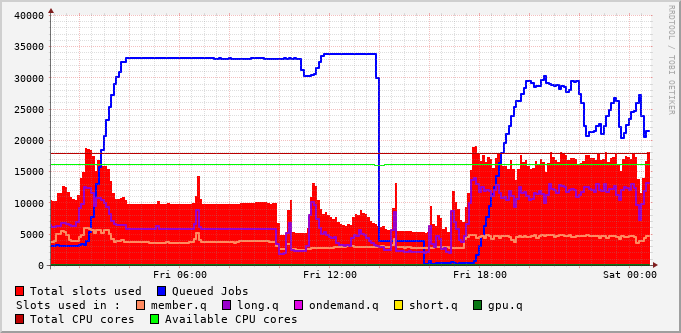 40000
35000
30000
25000
20000
15000
10000
5000
0
Fri 06:00 Fri 12:00 Fri 18:00 Sat 00:00
RRDTOOL / TOBI OETIKER
Total slots used Queued Jobs
Slots used in : member.q long.q ondemand.q short.q gpu.q
Total CPU cores Available CPU cores